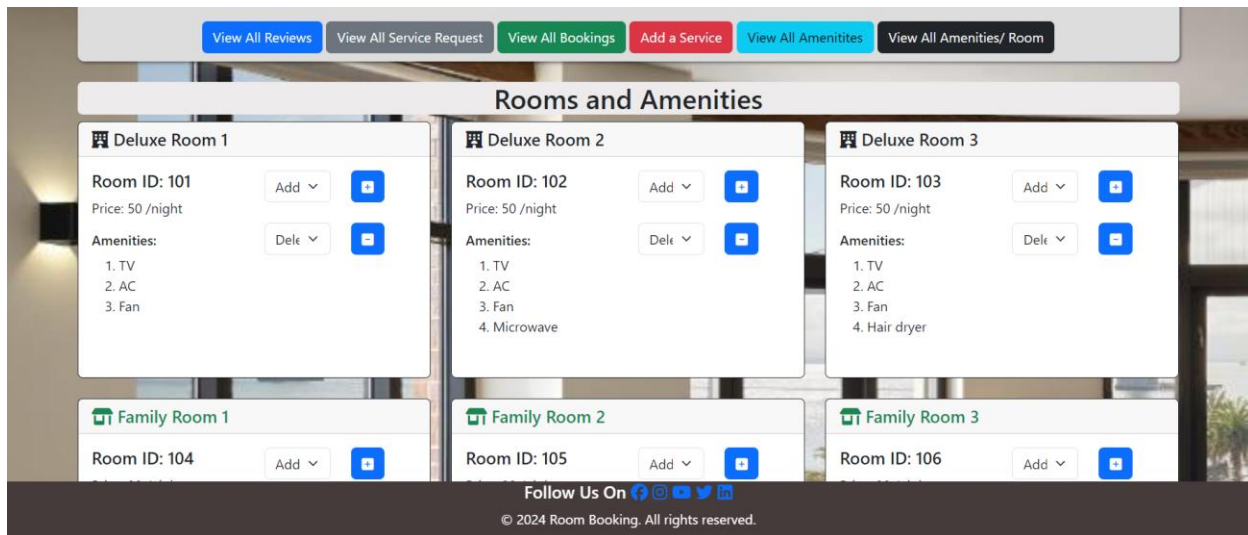 View All Reviews View All Service Request View All Bookings Add a Service View All Amenitites View All Amenities/ Room
Rooms and Amenities
Deluxe Room 1
Room ID: 101 Add
Price: 50 /night
Amenities: Dele
1. TV
2. AC
3. Fan
Deluxe Room 2
Room ID: 102 Add
Price: 50 /night
Amenities: Dele
1. TV
2. AC
3. Fan
4. Microwave
Deluxe Room 3
Room ID: 103 Add
Price: 50 /night
Amenities: Dele
1. TV
2. AC
3. Fan
4. Hair dryer
Family Room 1
Room ID: 104 Add
Family Room 2
Room ID: 105 Add
Family Room 3
Room ID: 106 Add
Follow Us On
© 2024 Room Booking. All rights reserved.